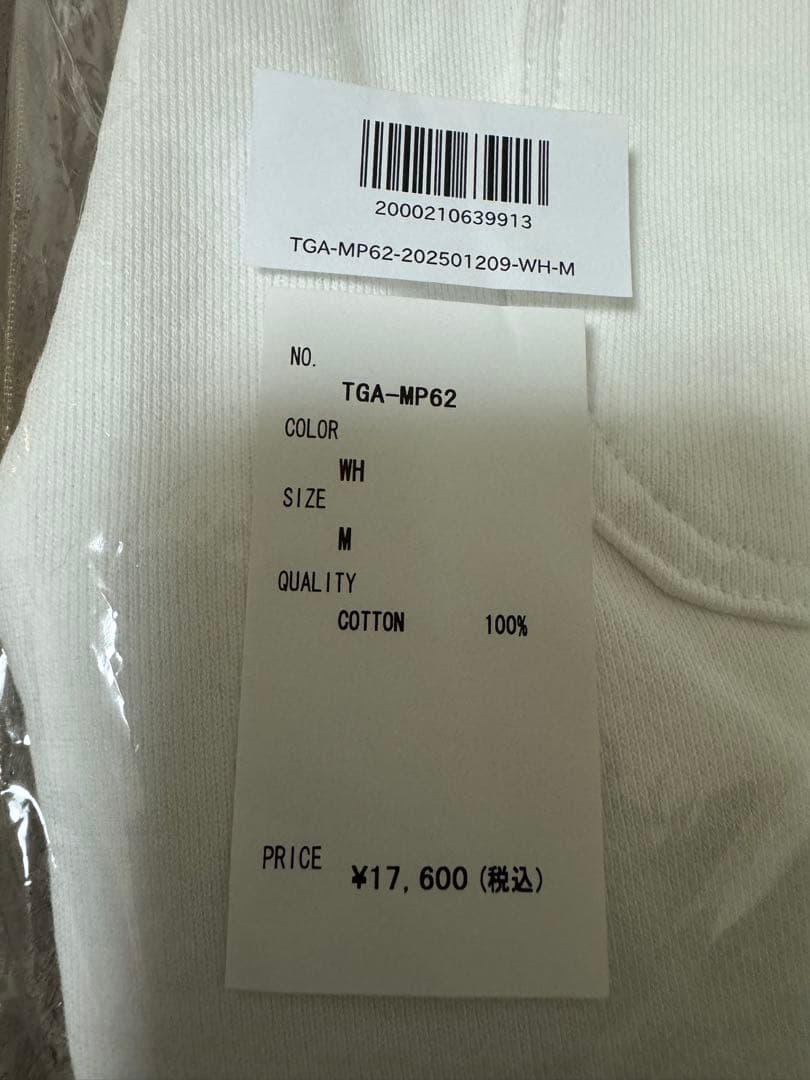 2000210639913
TGA-MP62-202501209-WH-M
NO.
TGA-MP62
COLOR
WH
SIZE
M
QUALITY
COTTON 100%
PRICE ¥17,600(税込)